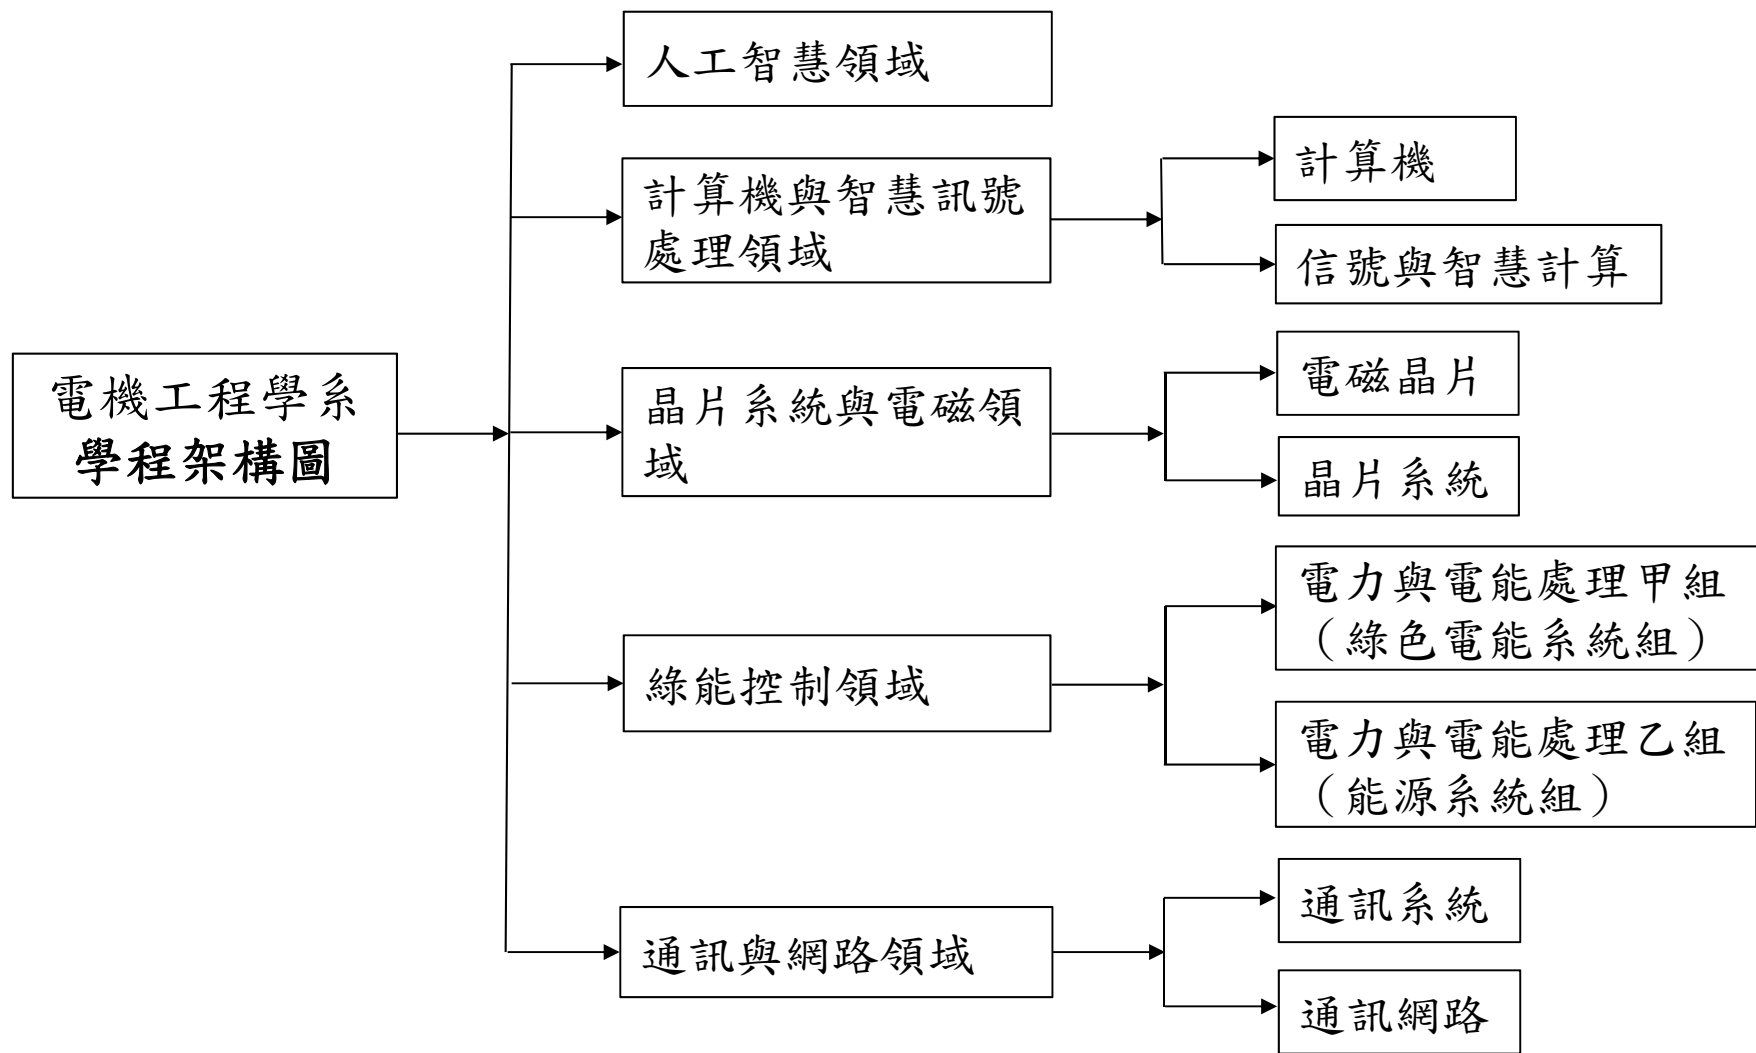 電機工程學系
學程架構圖
人工智慧領域
計算機與智慧訊號
處理領域
計算機
信號與智慧計算
晶片系統與電磁領
域
電磁晶片
晶片系統
綠能控制領域
電力與電能處理甲組
（綠色電能系統組）
電力與電能處理乙組
（能源系統組）
通訊與網路領域
通訊系統
通訊網路